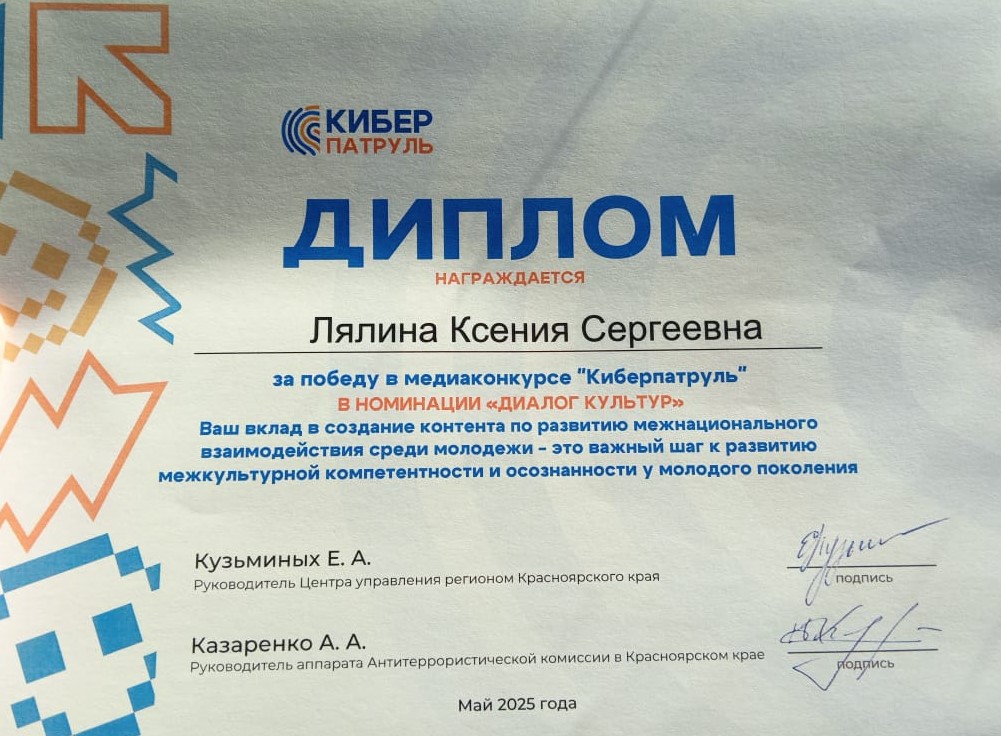 КИБЕР
ПАТРУЛЬ
ДИПЛОМ
НАГРАЖДАЕТСЯ
Лялина Ксения Сергеевна
за победу в медиаконкурсе "Киберпатруль"
В НОМИНАЦИИ «ДИАЛОГ КУЛЬТУР»
Ваш вклад в создание контента по развитию межнационального
взаимодействия среди молодежи - это важный шаг к развитию
межкультурной компетентности и осознанности у молодого поколения
Кузьминых Е. А.
Руководитель Центра управления регионом Красноярского края
подпись
Казаренко А. А.
Руководитель аппарата Антитеррористической комиссии в Красноярском крае
подпись
Май 2025 года